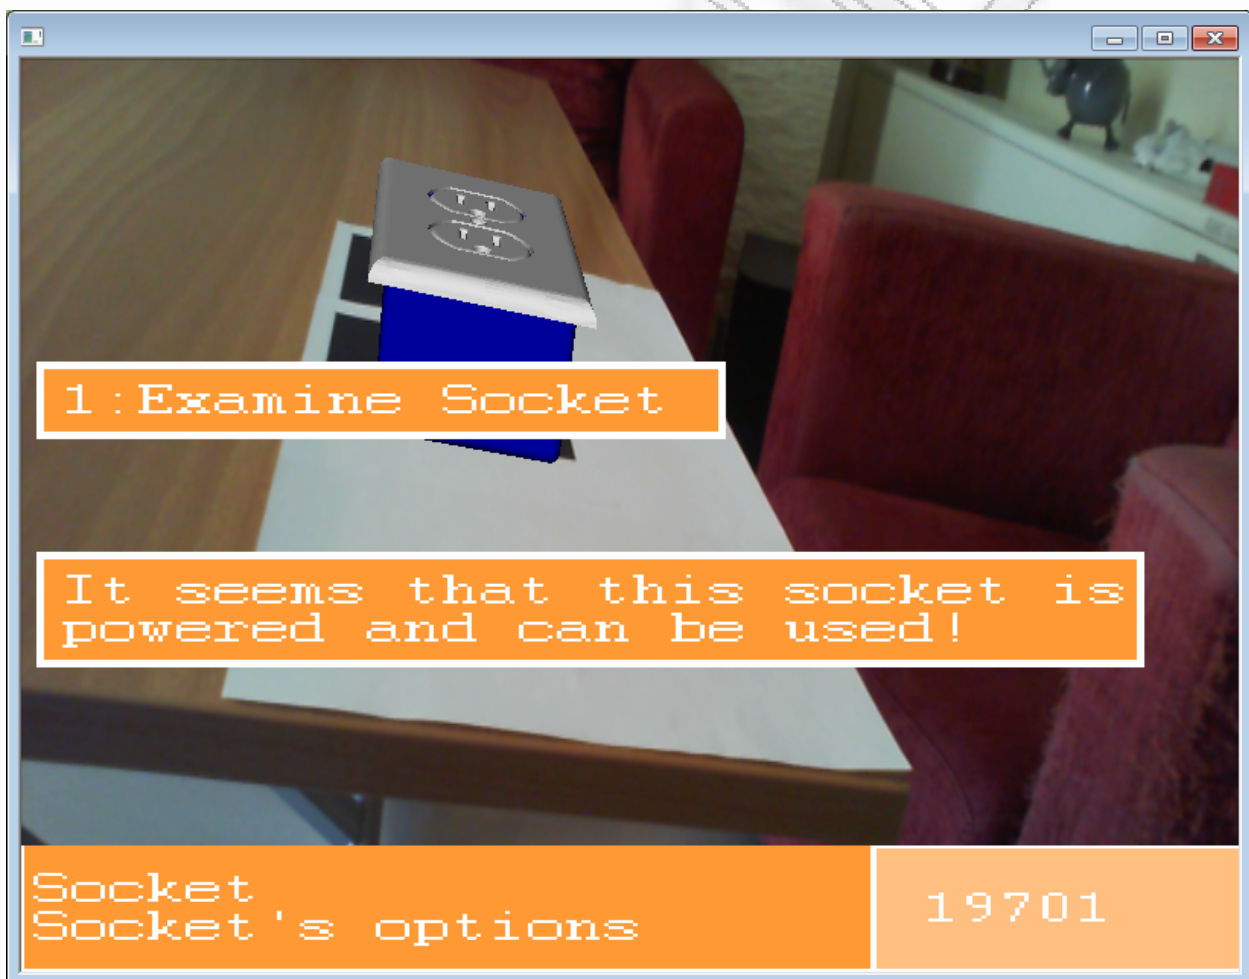 1:Examine Socket
It seems that this socket is
powered and can be used!
Socket
Socket's options
19701